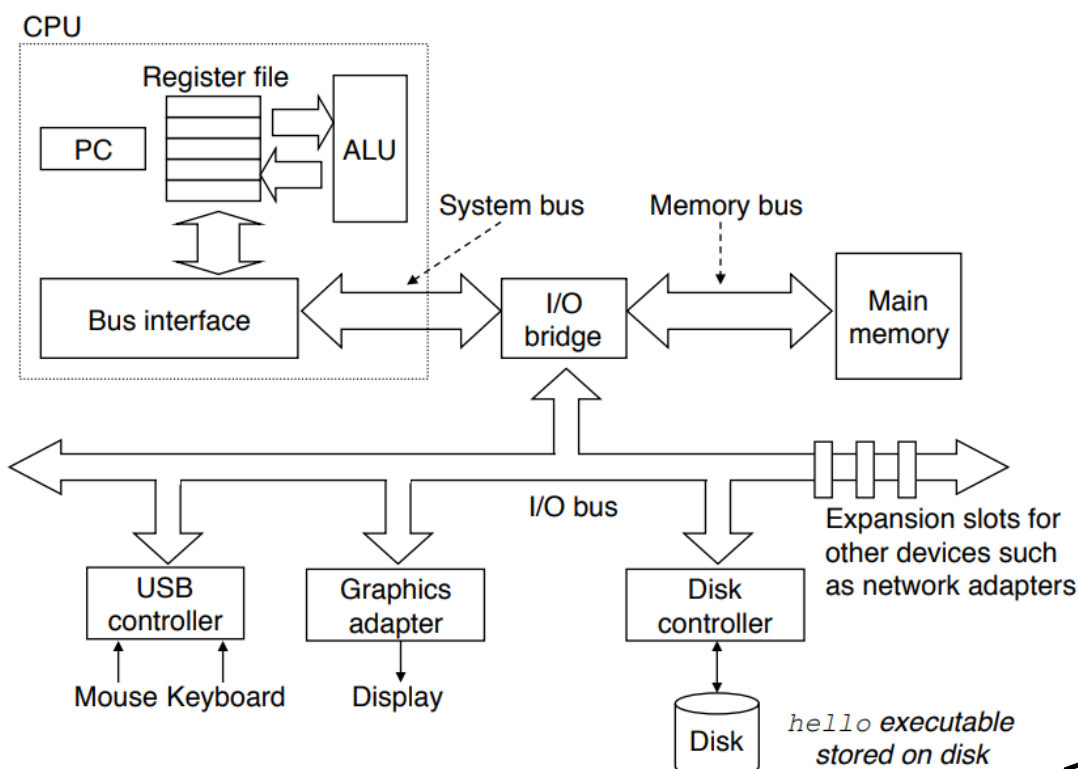 CPU
Register file
PC
ALU
System bus
Memory bus
Bus interface
I/O
bridge
Main
memory
I/O bus
Expansion slots for
other devices such
as network adapters
USB
controller
Graphics
adapter
Disk
controller
Mouse Keyboard
Display
Disk
hello executable
stored on disk